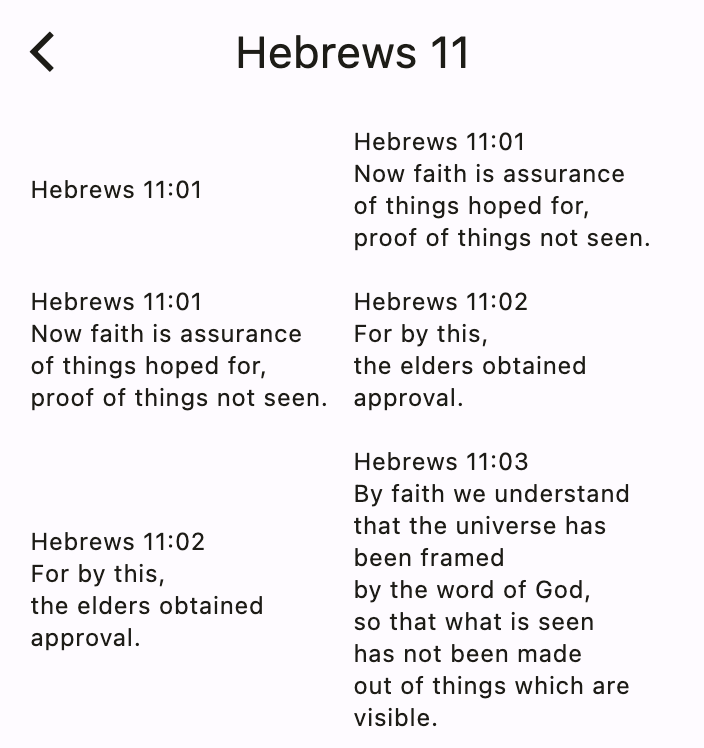 Hebrews 11
Hebrews 11:01
Hebrews 11:01
Now faith is assurance
of things hoped for,
proof of things not seen.
Hebrews 11:01
Now faith is assurance
of things hoped for,
proof of things not seen.
Hebrews 11:02
For by this,
the elders obtained
approval.
Hebrews 11:02
For by this,
the elders obtained
approval.
Hebrews 11:03
By faith we understand
that the universe has
been framed
by the word of God,
so that what is seen
has not been made
out of things which are
visible.